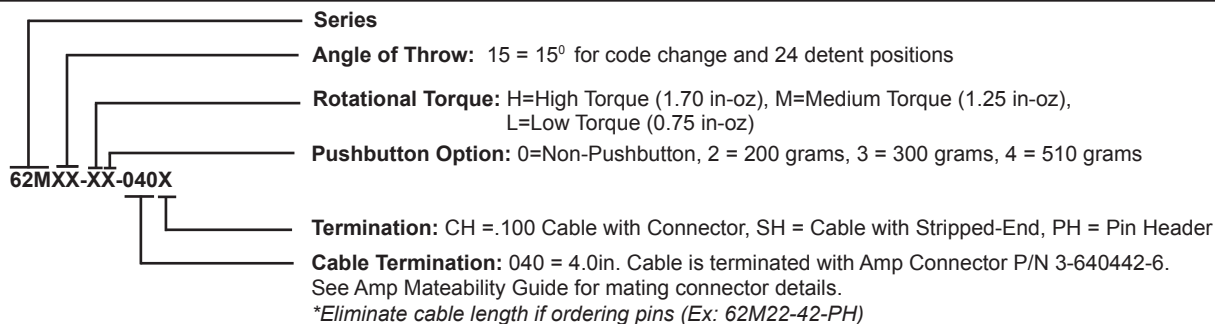 Series
Angle of Throw: 15 = 15⁰ for code change and 24 detent positions
Rotational Torque: H=High Torque (1.70 in-oz), M=Medium Torque (1.25 in-oz),
L=Low Torque (0.75 in-oz)
Pushbutton Option: 0=Non-Pushbutton, 2 = 200 grams, 3 = 300 grams, 4 = 510 grams
62MXX-XX-040X
Termination: CH =.100 Cable with Connector, SH = Cable with Stripped-End, PH = Pin Header
Cable Termination: 040 = 4.0in. Cable is terminated with Amp Connector P/N 3-640442-6.
See Amp Mateability Guide for mating connector details.
*Eliminate cable length if ordering pins (Ex: 62M22-42-PH)